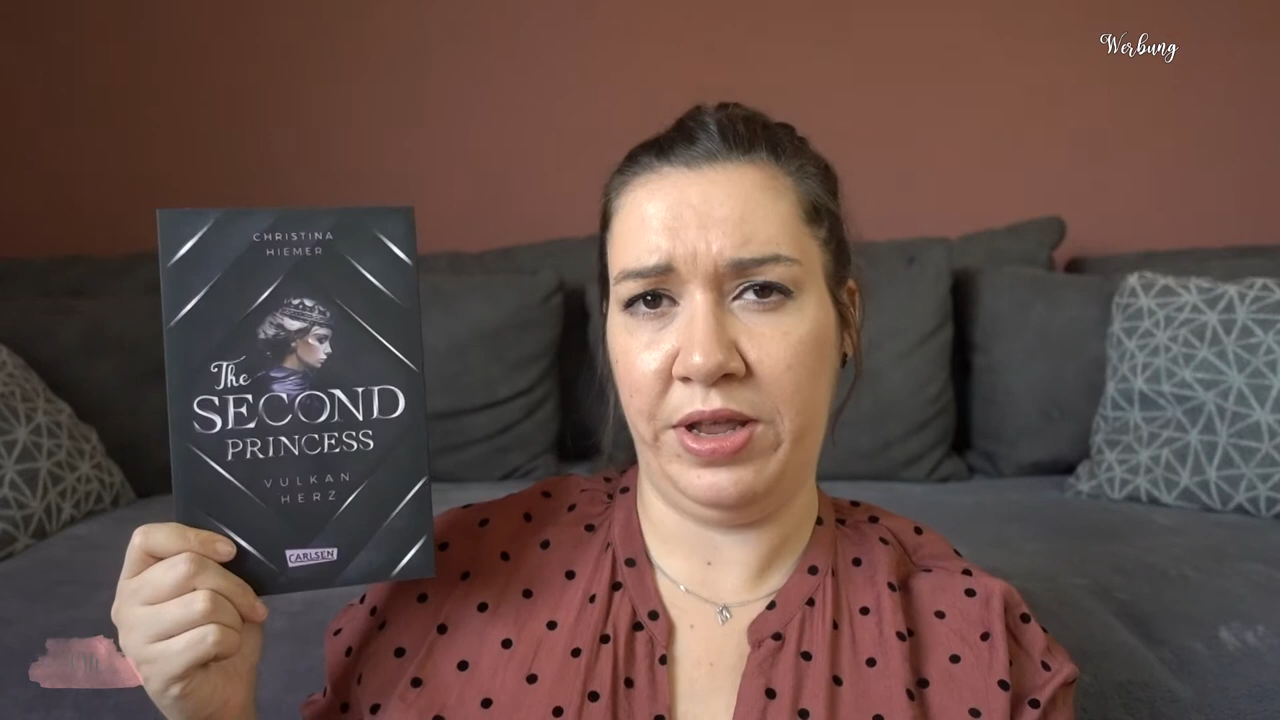 Werbung
CHRISTINA
HIEMER
The
SECOND
PRINCESS
VULKAN
HERZ
CARLSEN